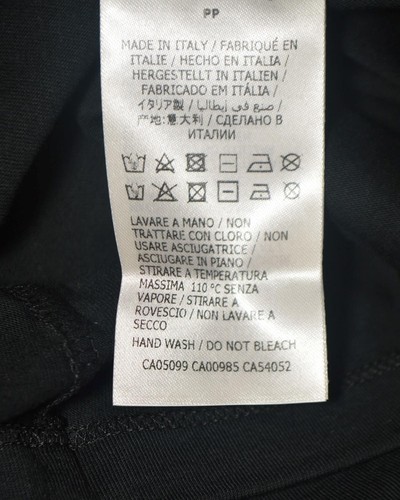 PP
MADE IN ITALY / FABRIQUÉ EN
ITALIE / HECHO EN ITALIA /
HERGESTELLT IN ITALIEN /
FABRICADO EM ITÁLIA /
イタリア製 / صنع في إيطاليا /
产地:意大利 / СДЕЛАНО В
ИТАЛИИ
LAVARE A MANO / NON
TRATTARE CON CLORO / NON
USARE ASCIUGATRICE /
ASCIUGARE IN PIANO /
STIRARE A TEMPERATURA
MASSIMA 110 °C SENZA
VAPORE / STIRARE A
ROVESCIO / NON LAVARE A
SECCO
HAND WASH / DO NOT BLEACH
CA05099 CA00985 CA54052